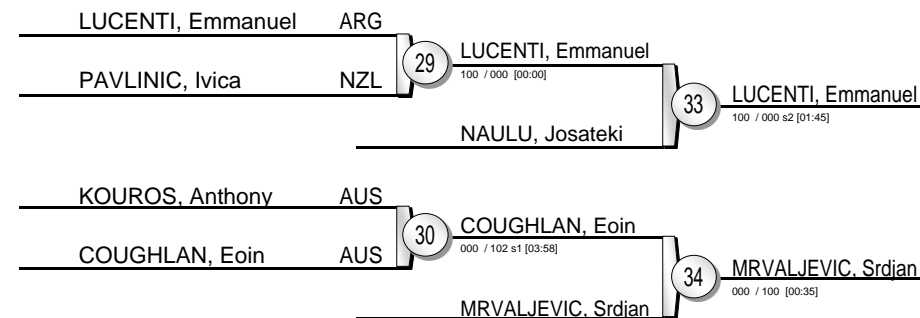 LUCENTI, Emmanuel ARG
29
LUCENTI, Emmanuel
100 / 000 [00:00]
PAVLINIC, Ivica NZL
33
LUCENTI, Emmanuel
100 / 000 s2 [01:45]
NAULU, Josateki
KOUROS, Anthony AUS
30
COUGHLAN, Eoin
000 / 102 s1 [03:58]
COUGHLAN, Eoin AUS
34
MRVALJEVIC, Srdjan
000 / 100 [00:35]
MRVALJEVIC, Srdjan